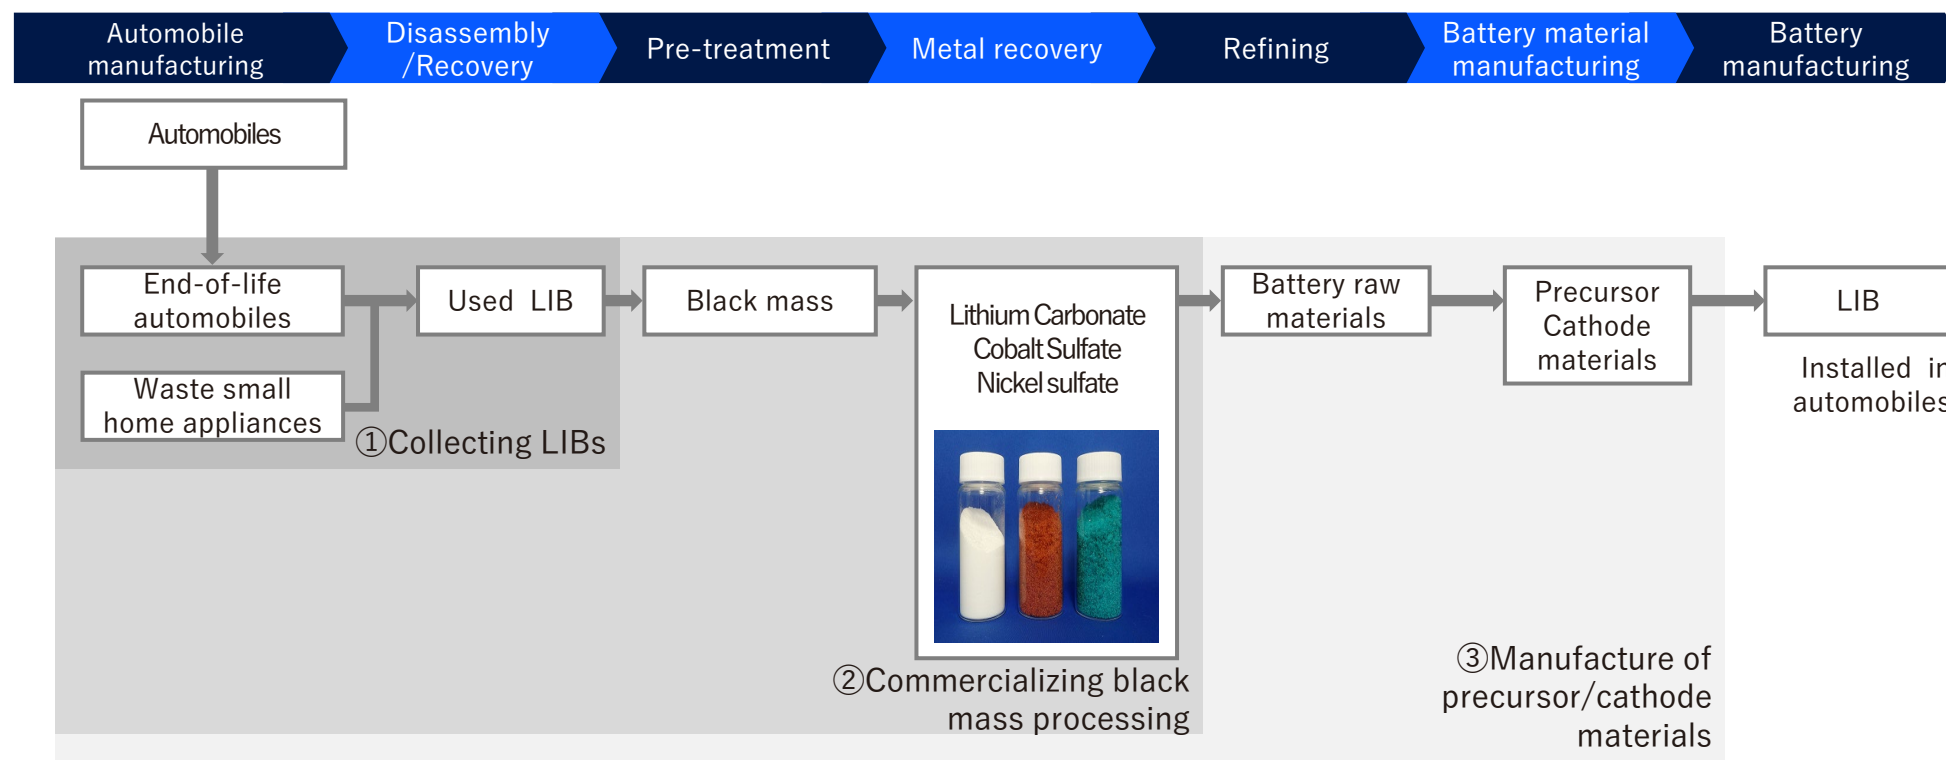 Automobile
manufacturing
Disassembly
/Recovery
Pre-treatment
Metal recovery
Refining
Battery material
manufacturing
Battery
manufacturing
Automobiles
End-of-life
automobiles
Used LIB
Black mass
Lithium Carbonate
Cobalt Sulfate
Nickel sulfate
Battery raw
materials
Precursor
Cathode
materials
LIB
Installed in
automobiles
Waste small
home appliances
①Collecting LIBs
②Commercializing black
mass processing
③Manufacture of
precursor/cathode
materials